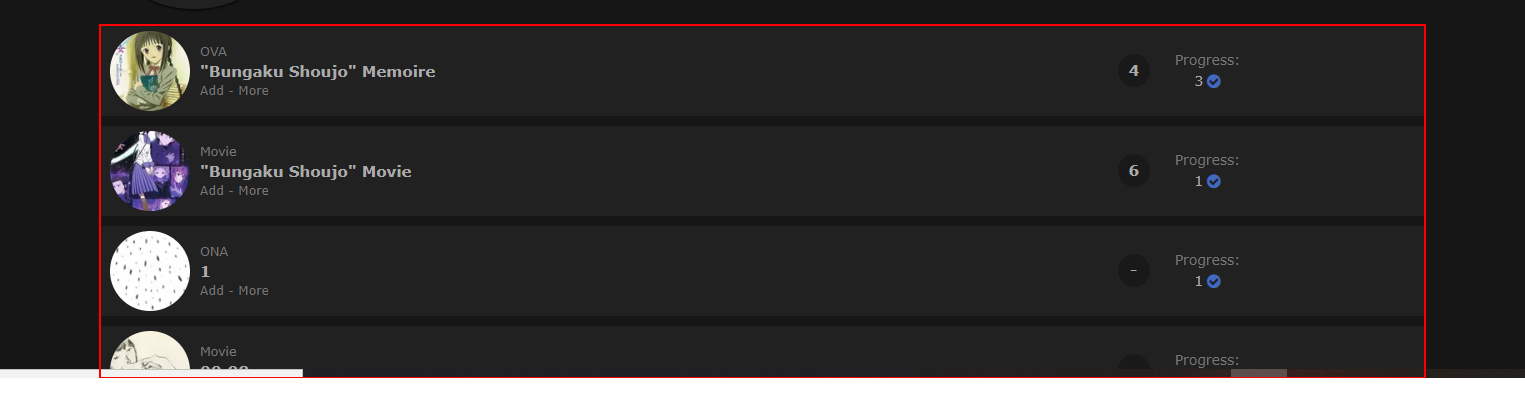 OVA
"Bungaku Shoujo" Memoire
Add - More
4
Progress:
3
Movie
"Bungaku Shoujo" Movie
Add - More
6
Progress:
1
ONA
1
Add - More
-
Progress:
1
Movie
Progress: